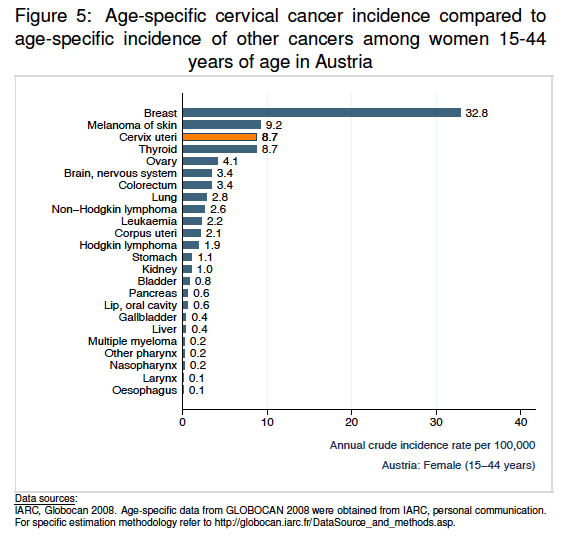 Figure 5: Age-specific cervical cancer incidence compared to
age-specific incidence of other cancers among women 15-44
years of age in Austria
Breast 32.8
Melanoma of skin 9.2
Cervix uteri 8.7
Thyroid 8.7
Ovary 4.1
Brain, nervous system 3.4
Colorectum 3.4
Lung 2.8
Non–Hodgkin lymphoma 2.6
Leukaemia 2.2
Corpus uteri 2.1
Hodgkin lymphoma 1.9
Stomach 1.1
Kidney 1.0
Bladder 0.8
Pancreas 0.6
Lip, oral cavity 0.6
Gallbladder 0.4
Liver 0.4
Multiple myeloma 0.2
Other pharynx 0.2
Nasopharynx 0.2
Larynx 0.1
Oesophagus 0.1
0 10 20 30 40
Annual crude incidence rate per 100,000
Austria: Female (15–44 years)
Data sources:
IARC, Globocan 2008. Age-specific data from GLOBOCAN 2008 were obtained from IARC, personal communication.
For specific estimation methodology refer to http://globocan.iarc.fr/DataSource_and_methods.asp.